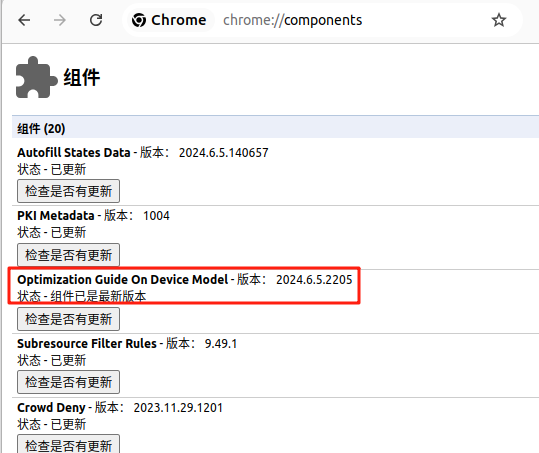 Chrome chrome://components
组件
组件 (20)
Autofill States Data - 版本： 2024.6.5.140657
状态 - 已更新
检查是否有更新
PKI Metadata - 版本： 1004
状态 - 已更新
检查是否有更新
Optimization Guide On Device Model - 版本： 2024.6.5.2205
状态 - 组件已是最新版本
检查是否有更新
Subresource Filter Rules - 版本： 9.49.1
状态 - 已更新
检查是否有更新
Crowd Deny - 版本： 2023.11.29.1201
状态 - 已更新
检查是否有更新